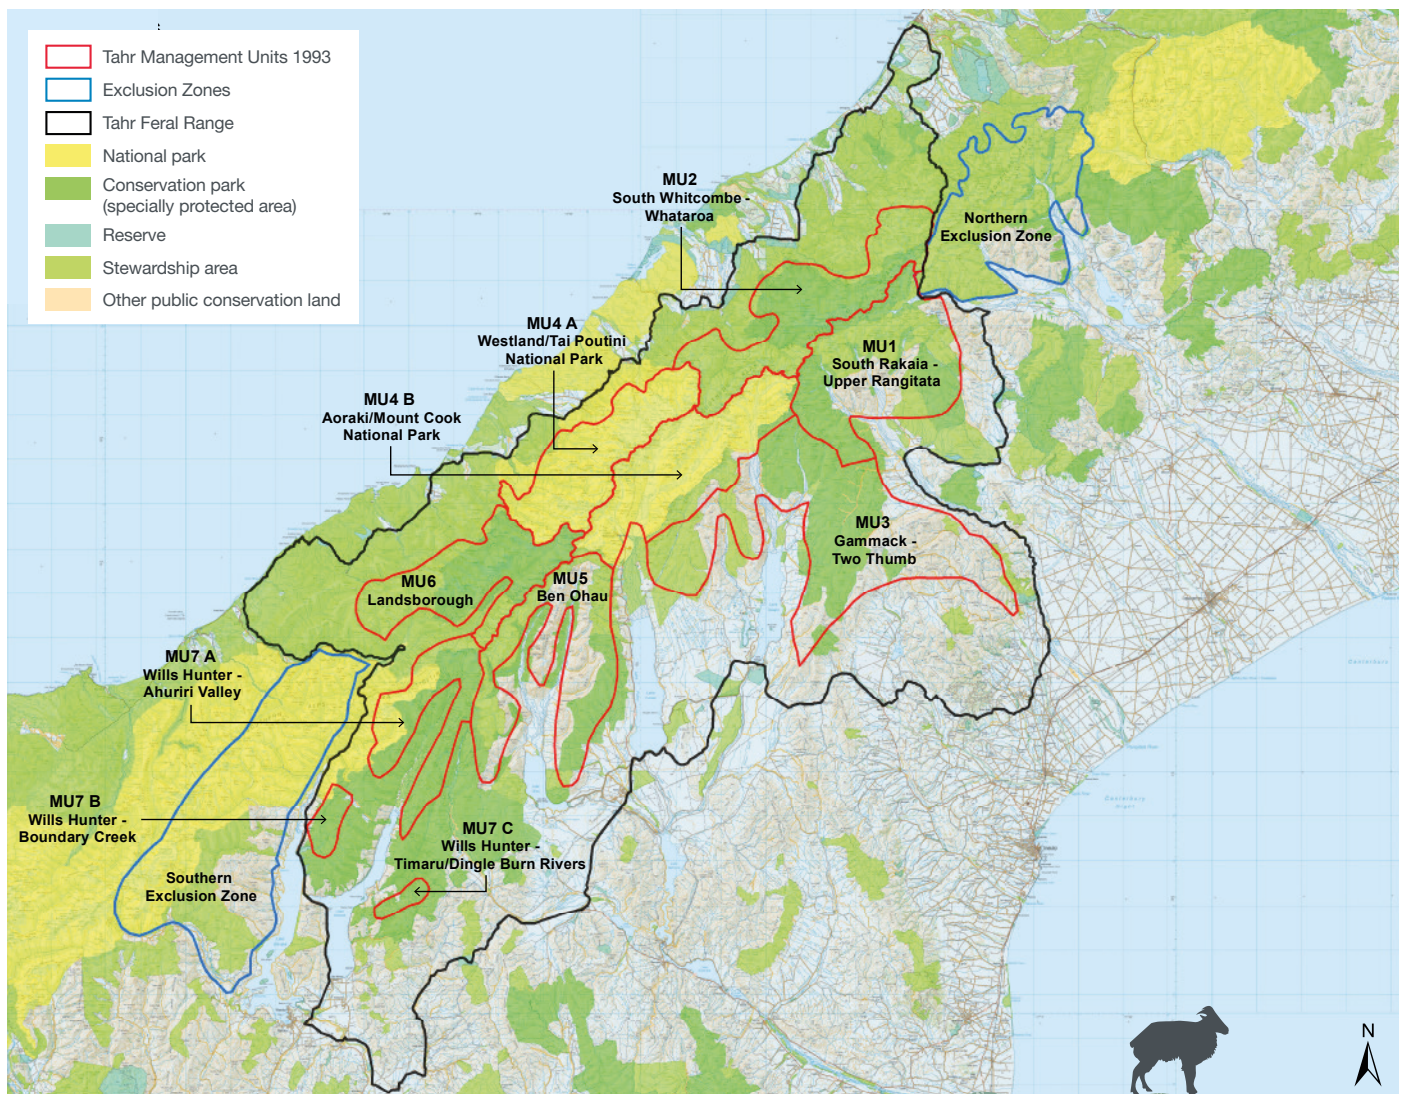 Tahr Management Units 1993
Exclusion Zones
Tahr Feral Range
National park
Conservation park
(specially protected area)
Reserve
Stewardship area
Other public conservation land
MU2
South Whitcombe -
Whataroa
Northern
Exclusion Zone
MU4 A
Westland/Tai Poutini
National Park
MU1
South Rakaia -
Upper Rangitata
MU4 B
Aoraki/Mount Cook
National Park
MU3
Gammack -
Two Thumb
MU6
Landsborough
MU5
Ben Ohau
MU7 A
Wills Hunter -
Ahuriri Valley
MU7 B
Wills Hunter -
Boundary Creek
MU7 C
Wills Hunter -
Timaru/Dingle Burn Rivers
Southern
Exclusion Zone
Canterbury
Bight
N